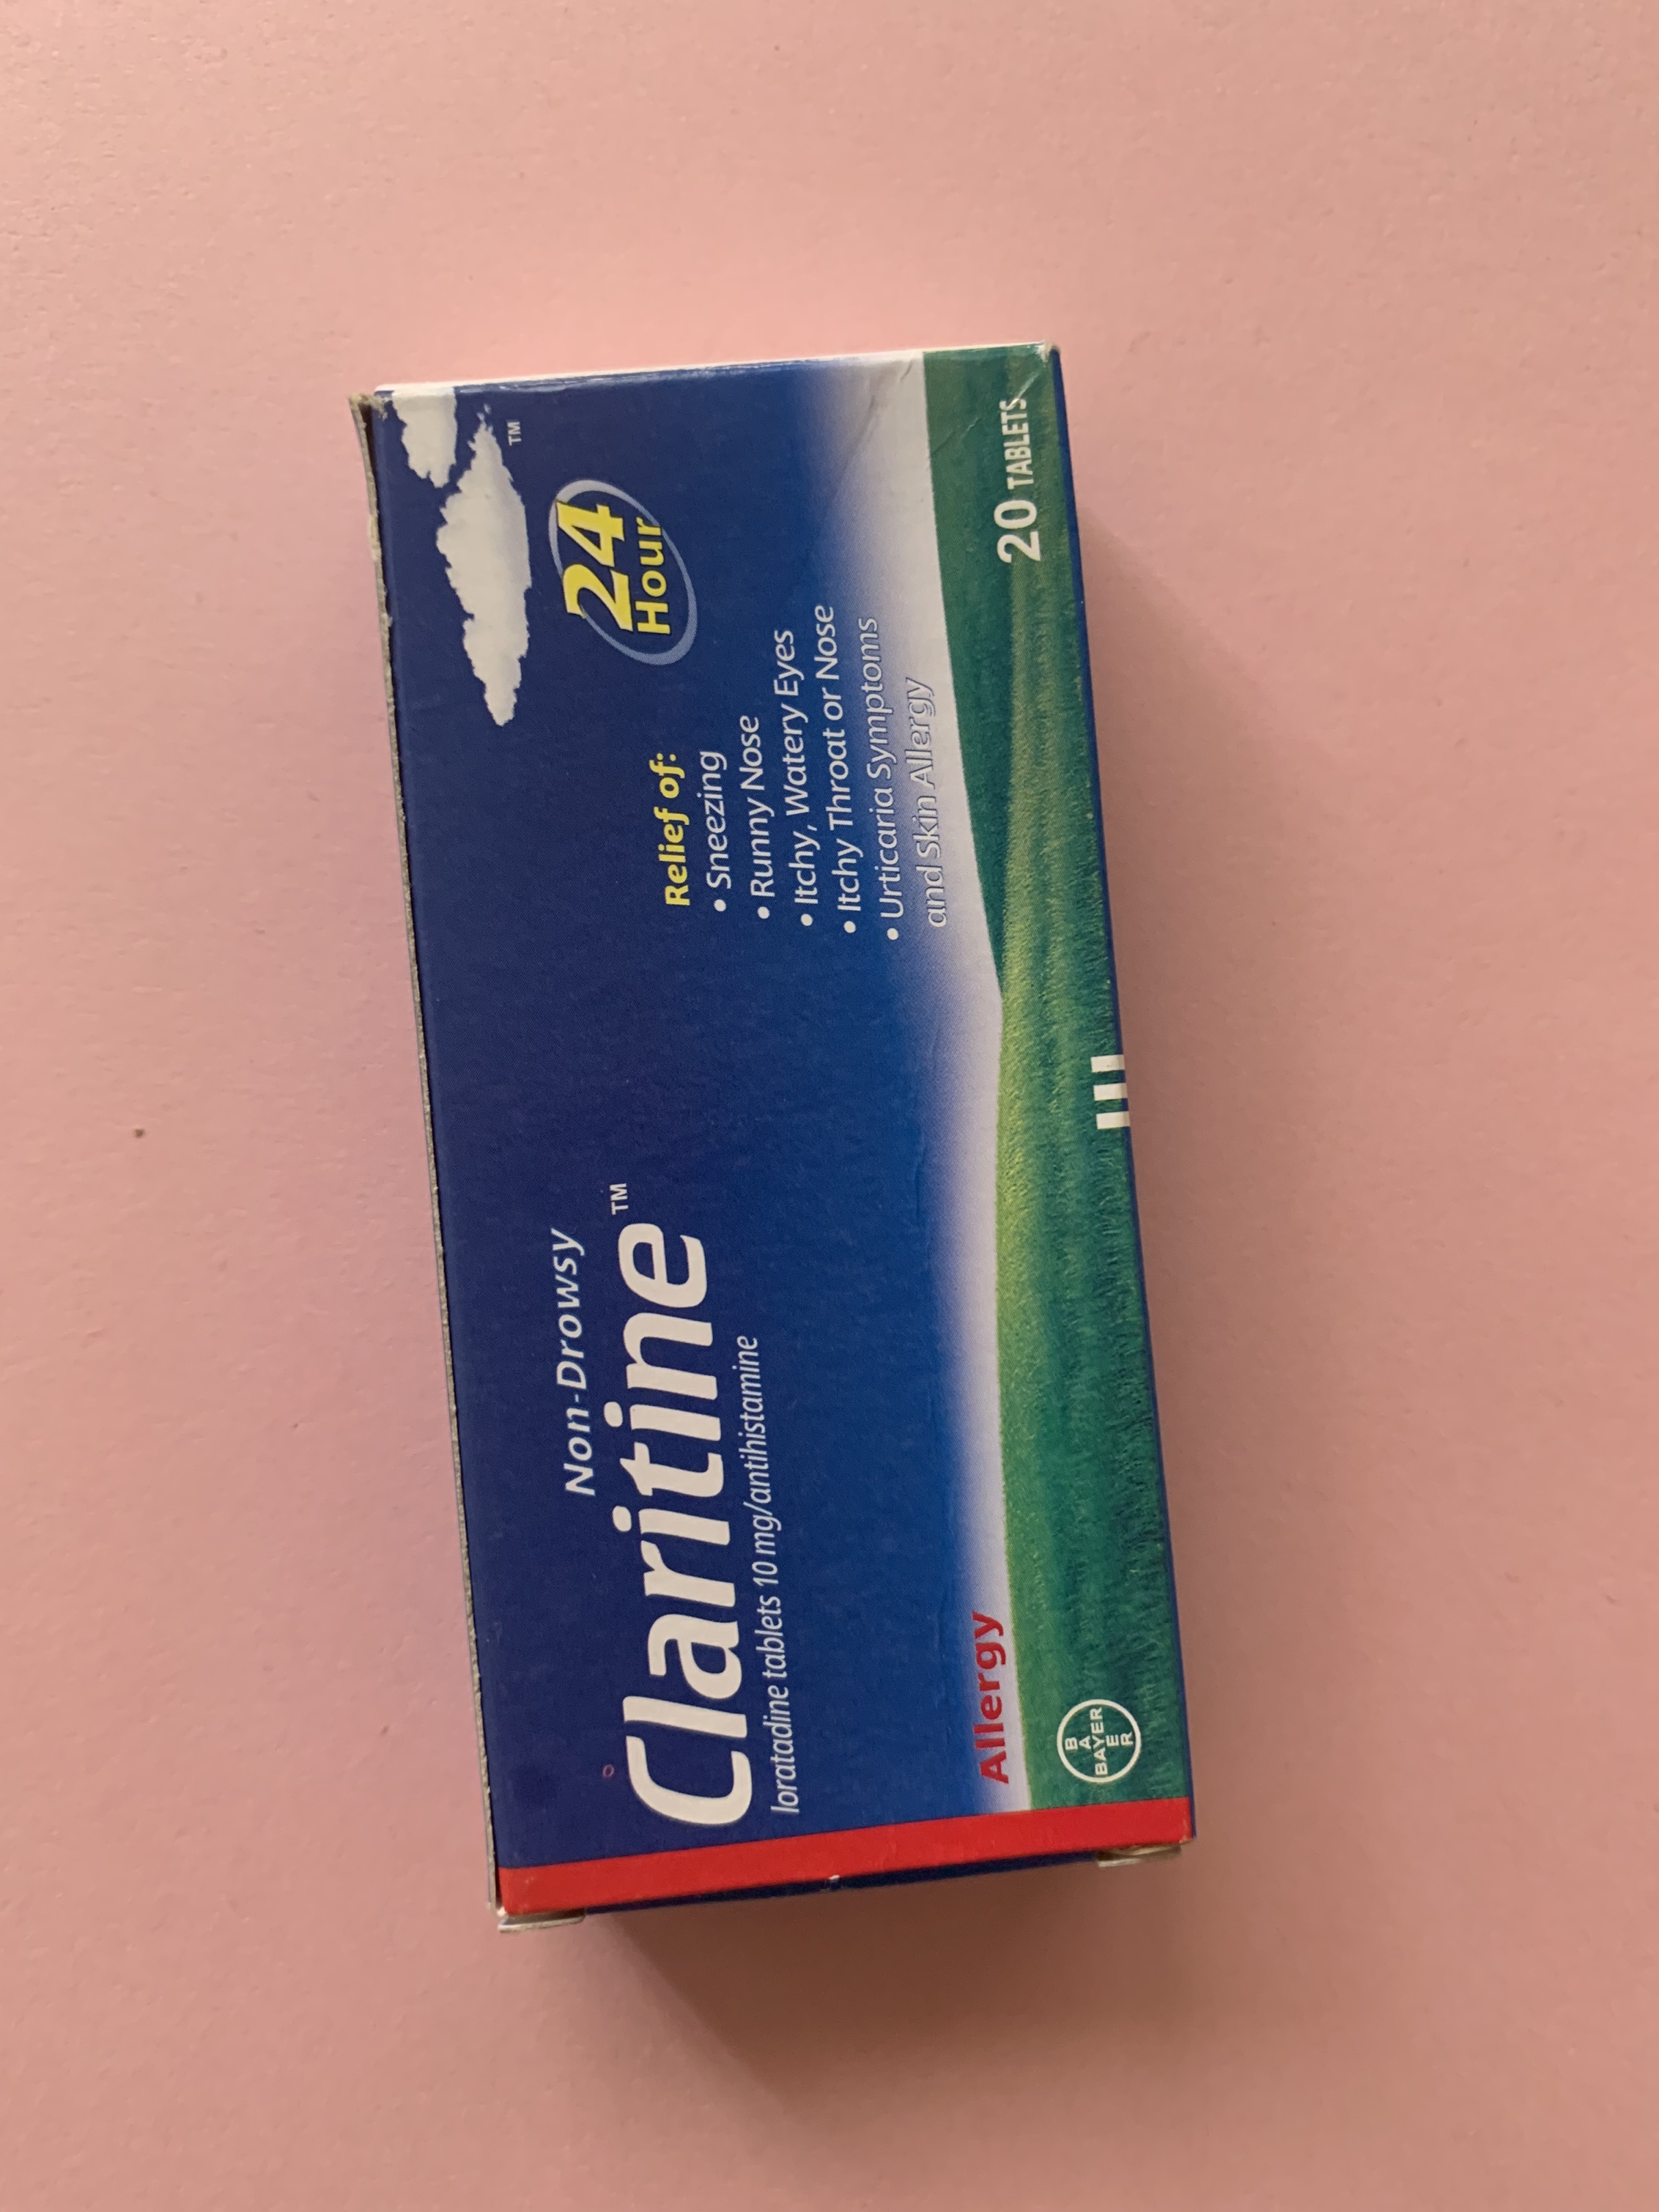 Non-Drowsy
Claritine™
loratadine tablets 10 mg/antihistamine
Allergy
BAYER
BAYER
™
24
Hour
Relief of:
• Sneezing
• Runny Nose
• Itchy, Watery Eyes
• Itchy Throat or Nose
• Urticaria Symptoms
and Skin Allergy
20 TABLETS